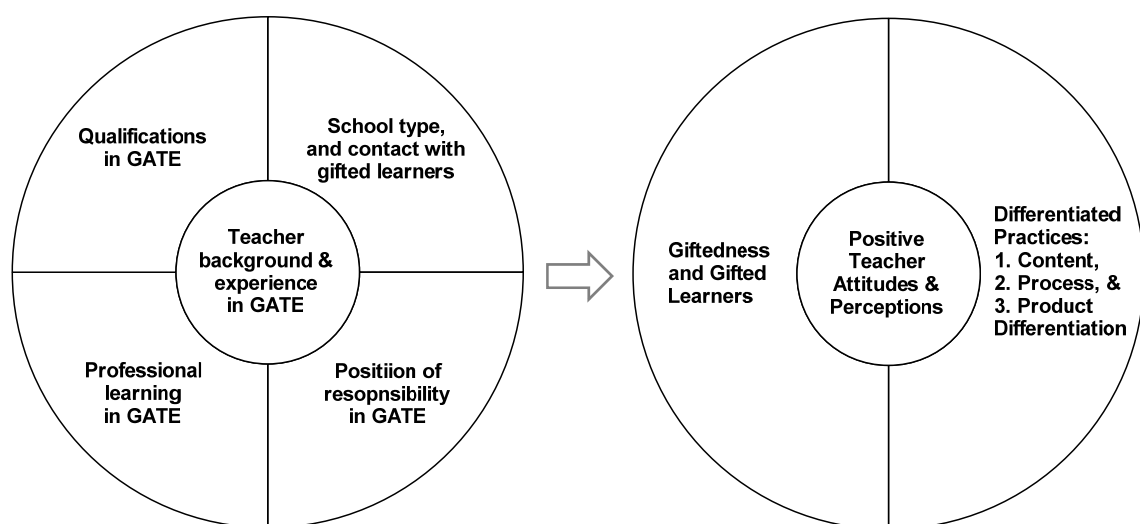 Qualifications
in GATE
School type,
and contact with
gifted learners
Teacher
background &
experience
in GATE
Professional
learning
in GATE
Positiion of
resopnsibility
in GATE
Giftedness
and Gifted
Learners
Positive
Teacher
Attitudes &
Perceptions
Differentiated
Practices:
1. Content,
2. Process, &
3. Product
Differentiation